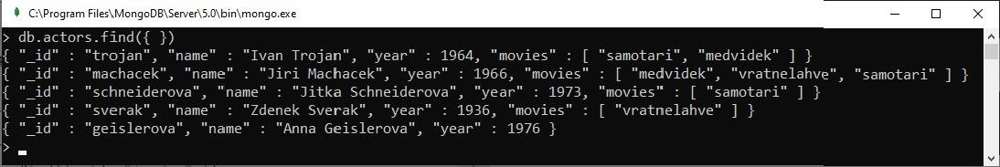 C:\Program Files\MongoDB\Server\5.0\bin\mongo.exe
> db.actors.find({ })
{ "_id" : "trojan", "name" : "Ivan Trojan", "year" : 1964, "movies" : [ "samotari", "medvidek" ] }
{ "_id" : "machacek", "name" : "Jiri Machacek", "year" : 1966, "movies" : [ "medvidek", "vratnelahve", "samotari" ] }
{ "_id" : "schneiderova", "name" : "Jitka Schneiderova", "year" : 1973, "movies" : [ "samotari" ] }
{ "_id" : "sverak", "name" : "Zdenek Sverak", "year" : 1936, "movies" : [ "vratnelahve" ] }
{ "_id" : "geislerova", "name" : "Anna Geislerova", "year" : 1976 }
>